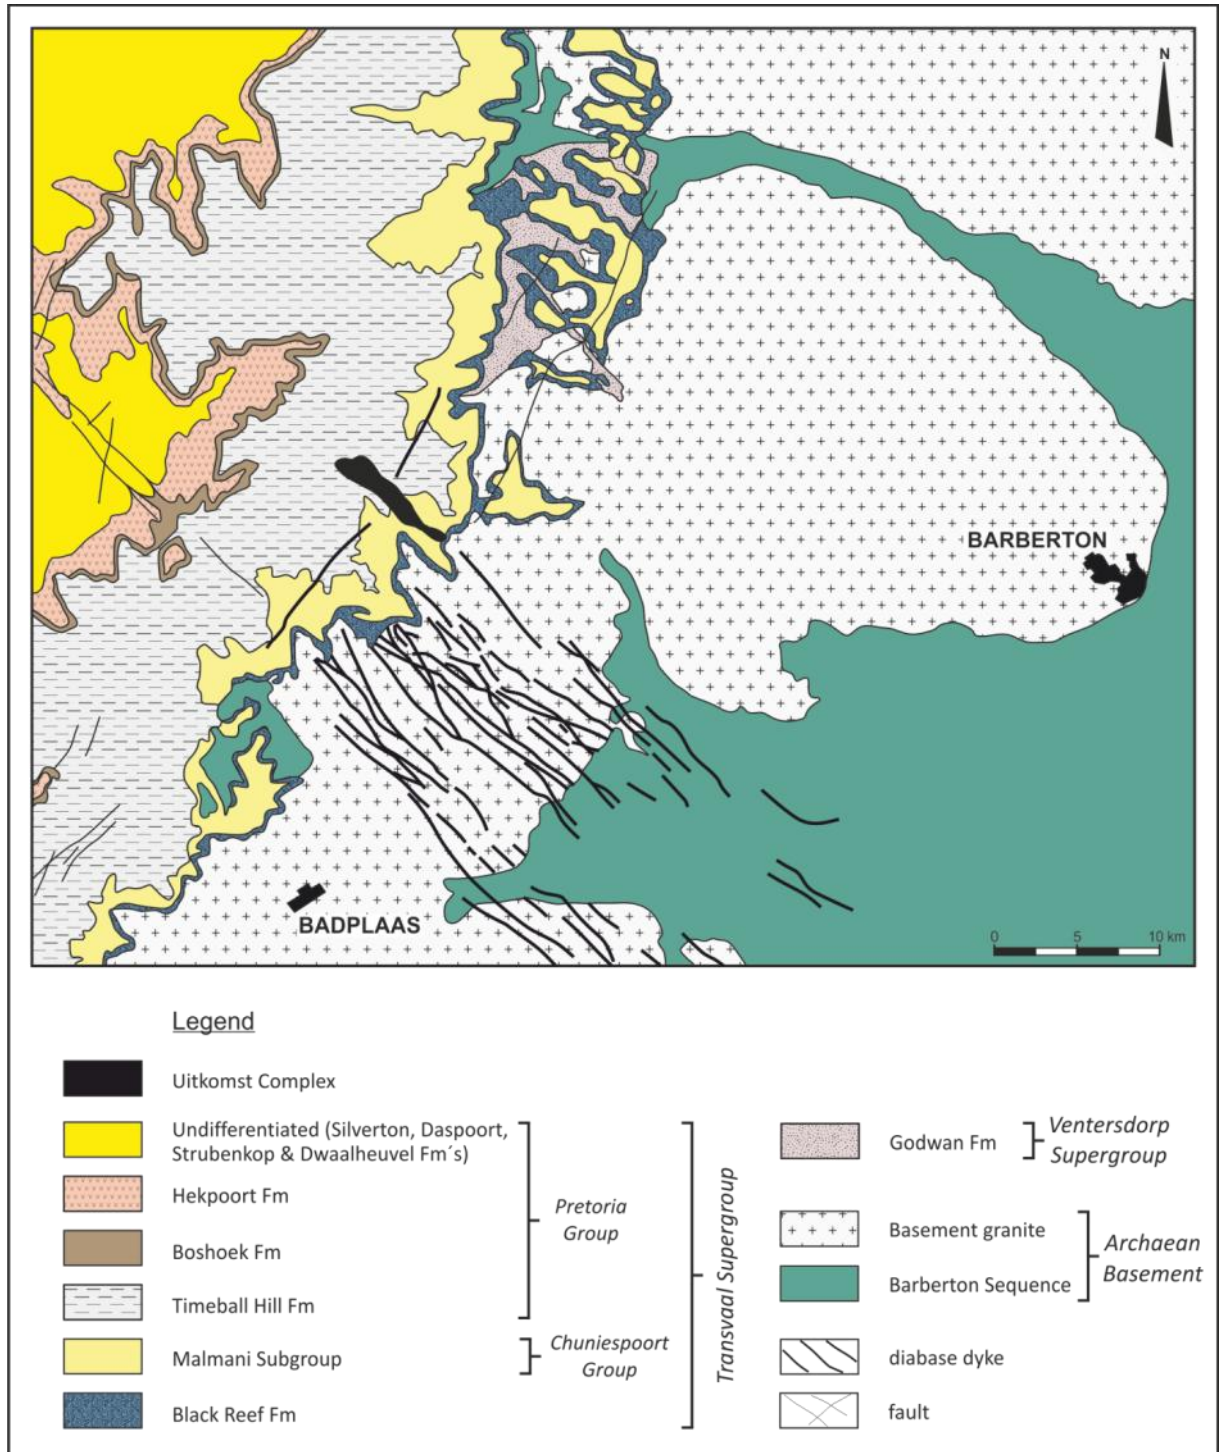 N
BARBERTON
BADPLAAS
0 5 10 km
Legend
Uitkomst Complex
Undifferentiated (Silverton, Daspoort,
Strubenkop & Dwaalheuvel Fm´s)
Hekpoort Fm
Boshoek Fm
Timeball Hill Fm
Malmani Subgroup
Black Reef Fm
Pretoria
Group
Chuniespoort
Group
Transvaal Supergroup
Godwan Fm
Ventersdorp
Supergroup
Basement granite
Barberton Sequence
Archaean
Basement
diabase dyke
fault